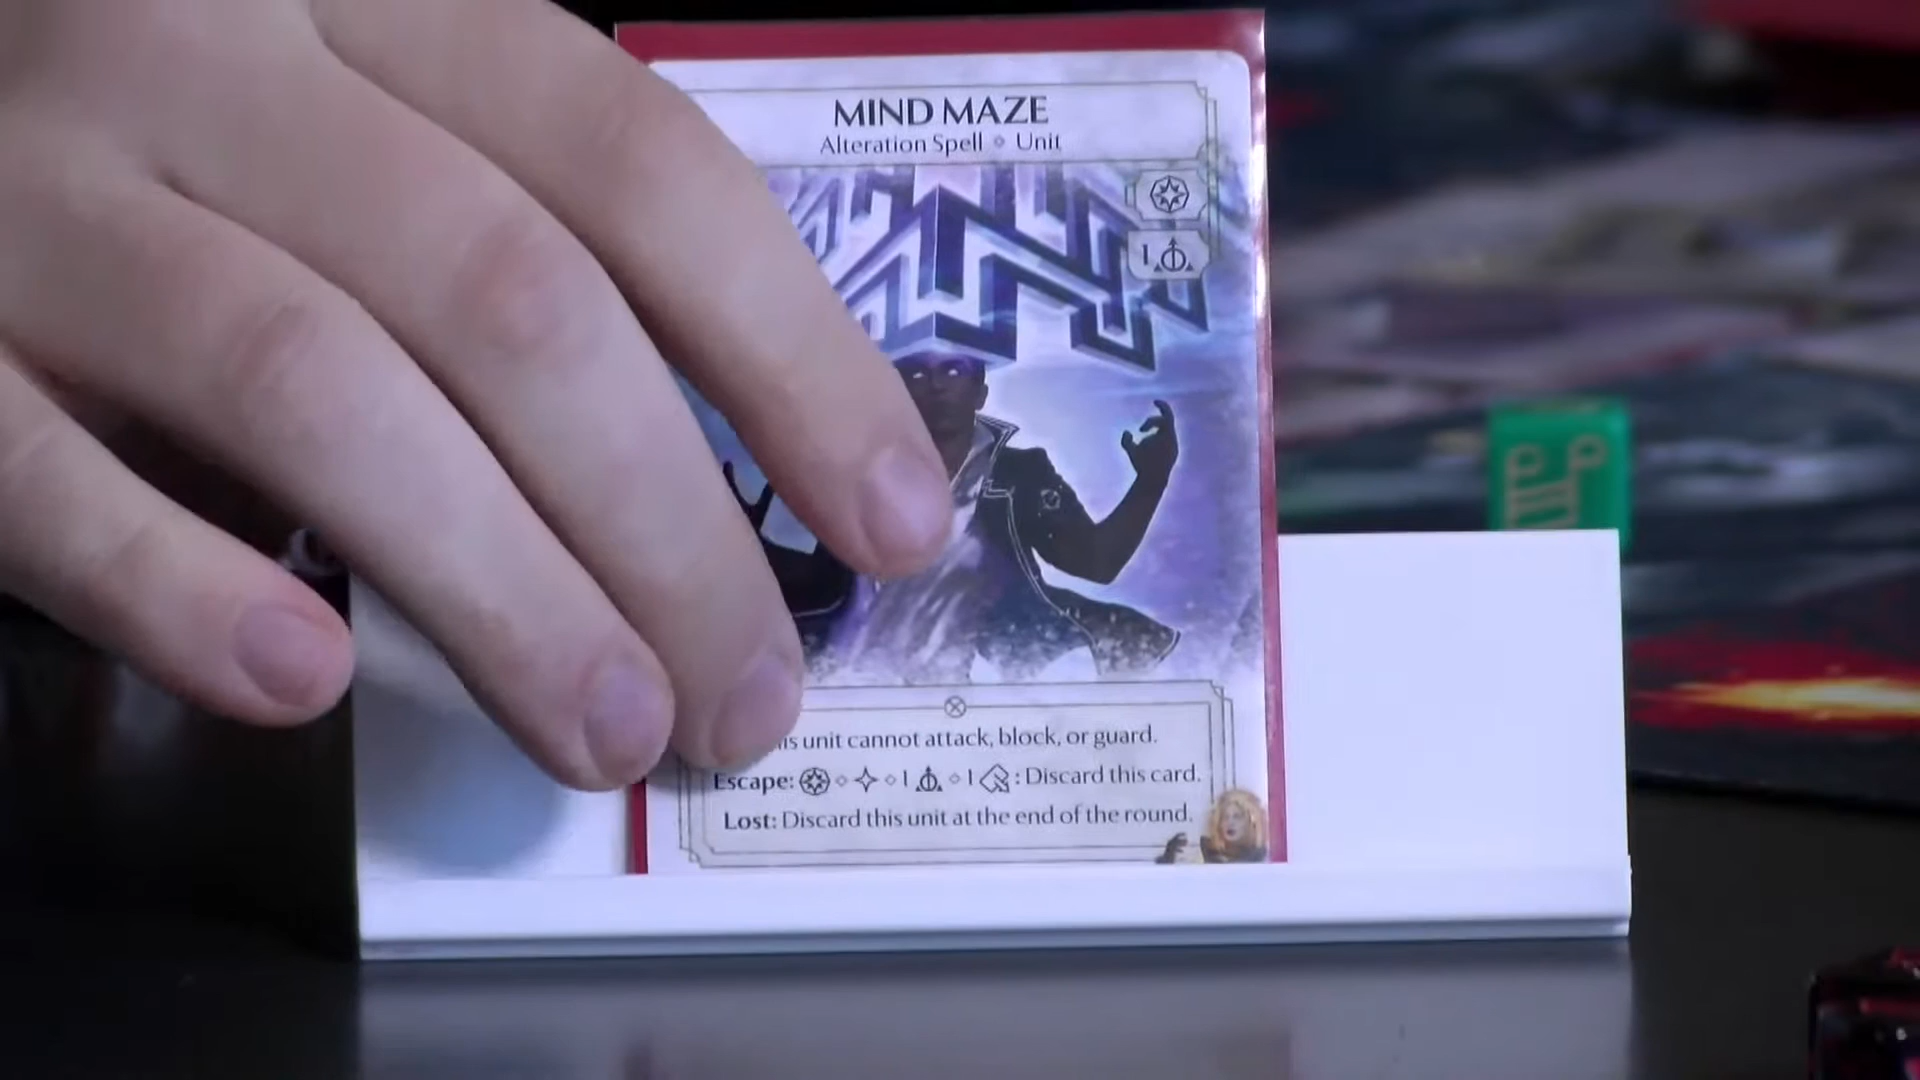 MIND MAZE
Alteration Spell ◇ Unit
1
unit cannot attack, block, or guard.
Escape: ◇ ◇ 1 ◇ 1 : Discard this card.
Lost: Discard this unit at the end of the round.